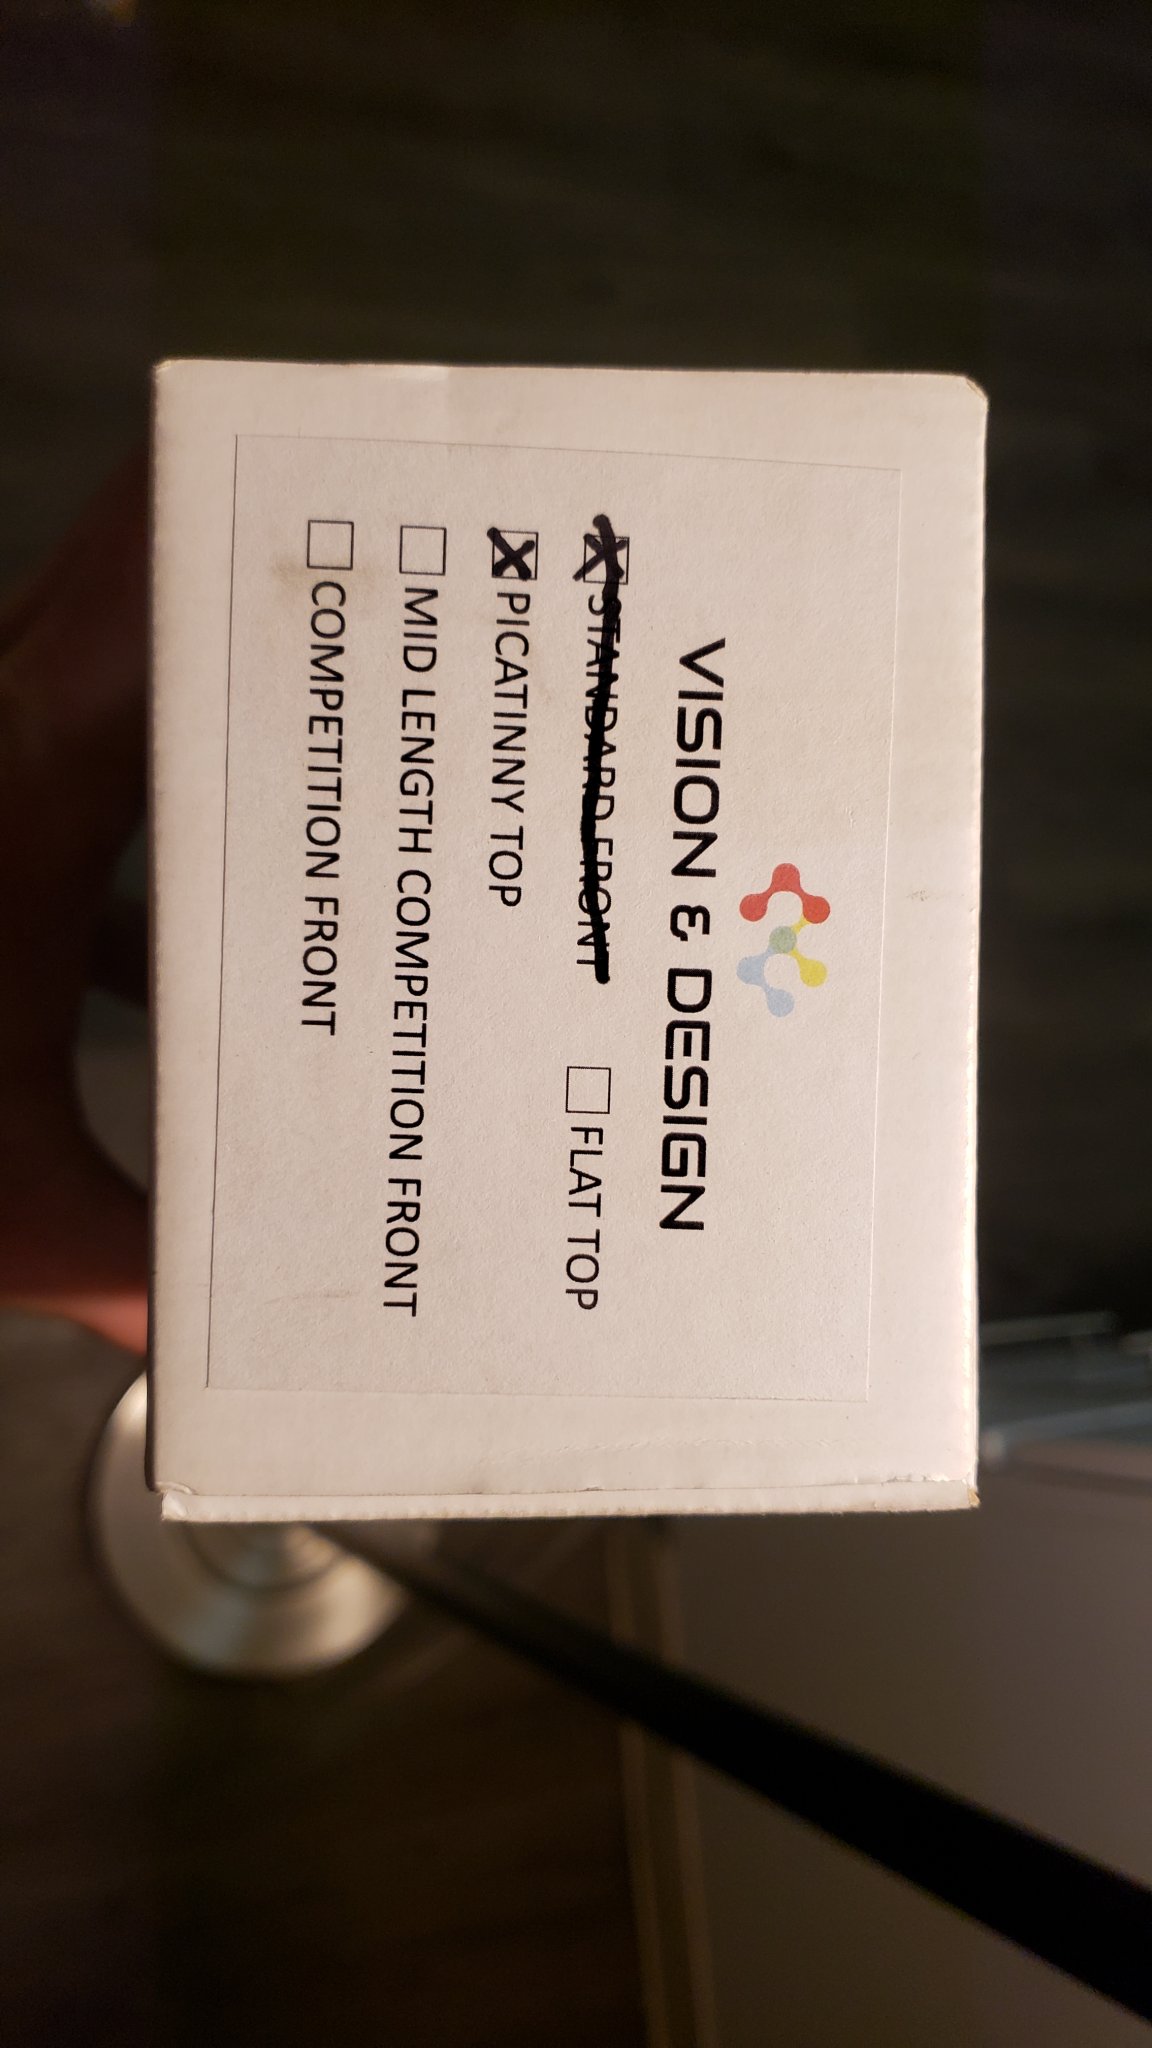 VISION & DESIGN
STANDARD FRONT FLAT TOP
PICATINNY TOP
MID LENGTH COMPETITION FRONT
COMPETITION FRONT